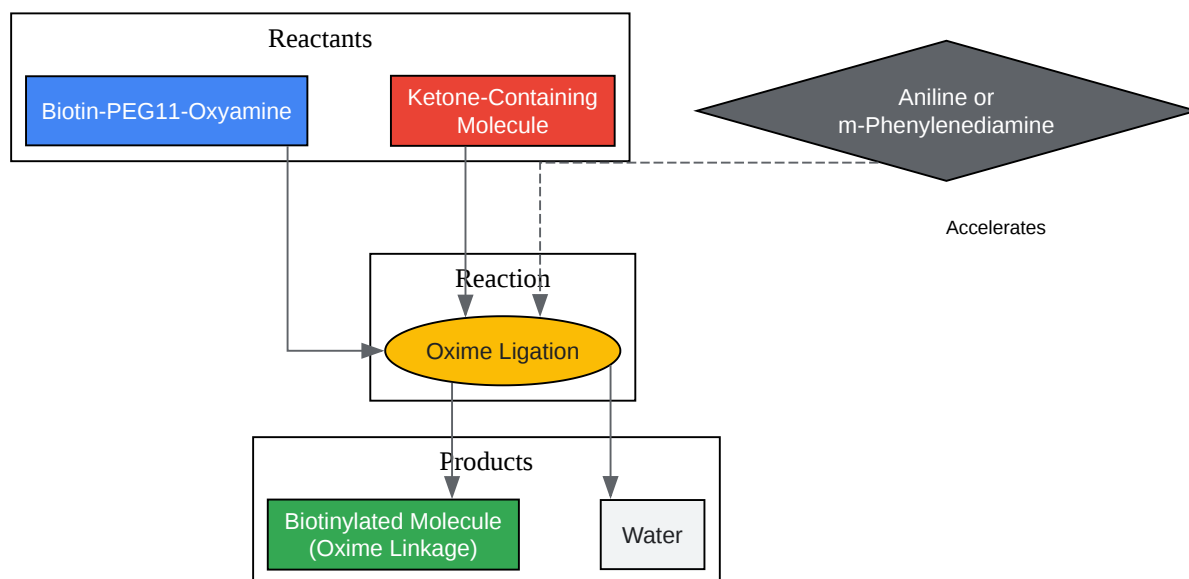 Reactants
Biotin-PEG11-Oxyamine
Ketone-Containing
Molecule
Aniline or
m-Phenylenediamine
Accelerates
Reaction
Oxime Ligation
Products
Biotinylated Molecule
(Oxime Linkage)
Water